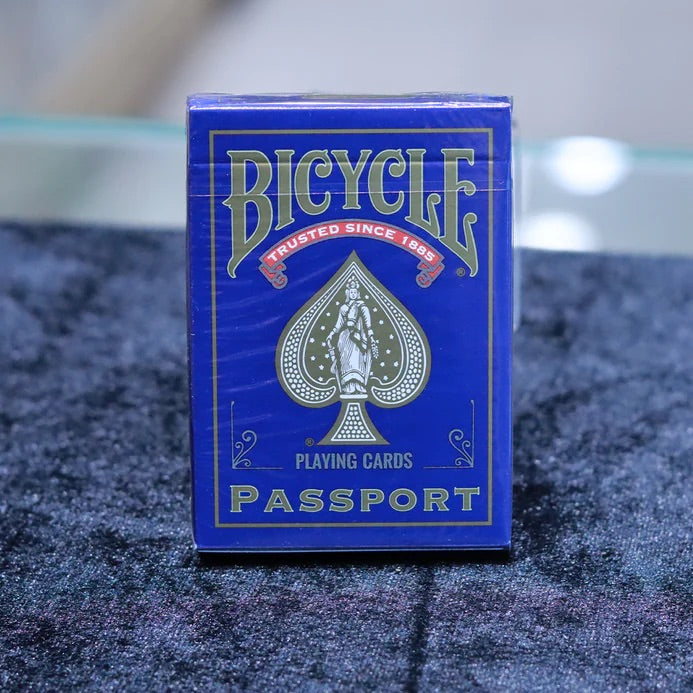 BICYCLE
®
TRUSTED SINCE 1885
®
PLAYING CARDS
PASSPORT